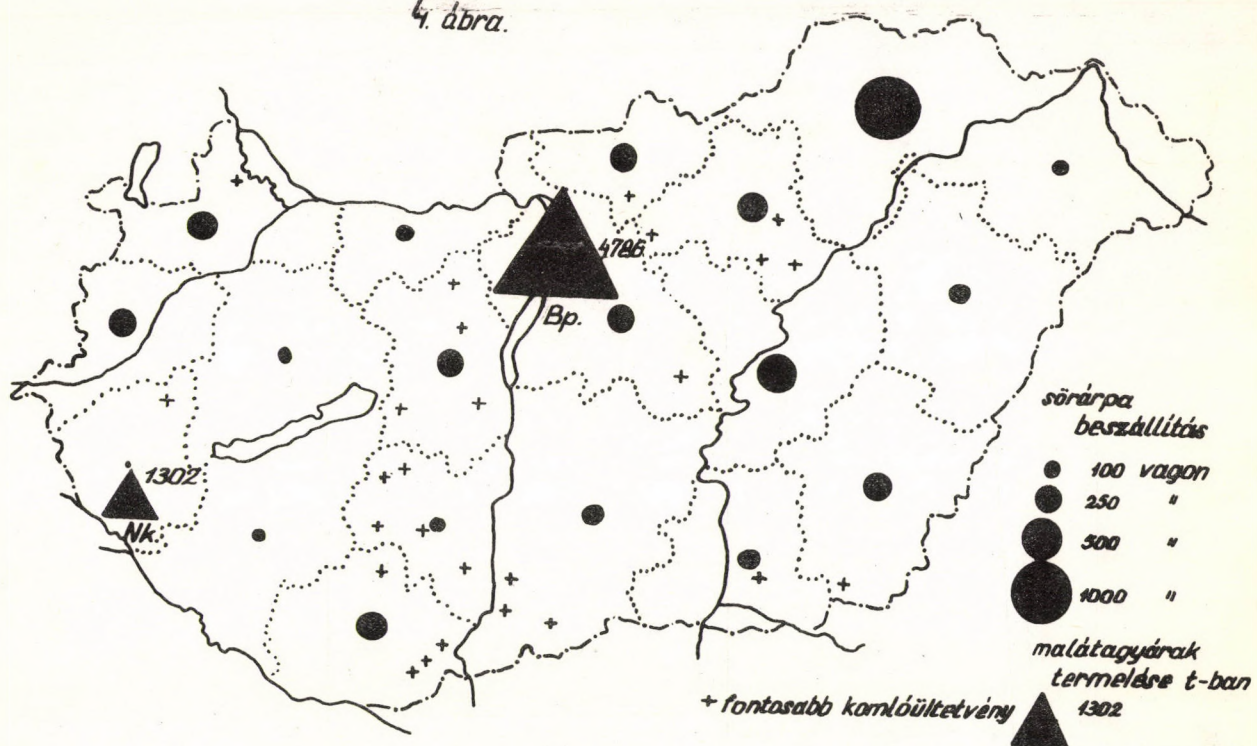 4. ábra.
4786
Bp.
1302
Nk.
sörárpa
beszállítás
100 vagon
250 "
500 "
1000 "
malátagyárak
termelése t-ban
1302
+ fontosabb komlóültetvény